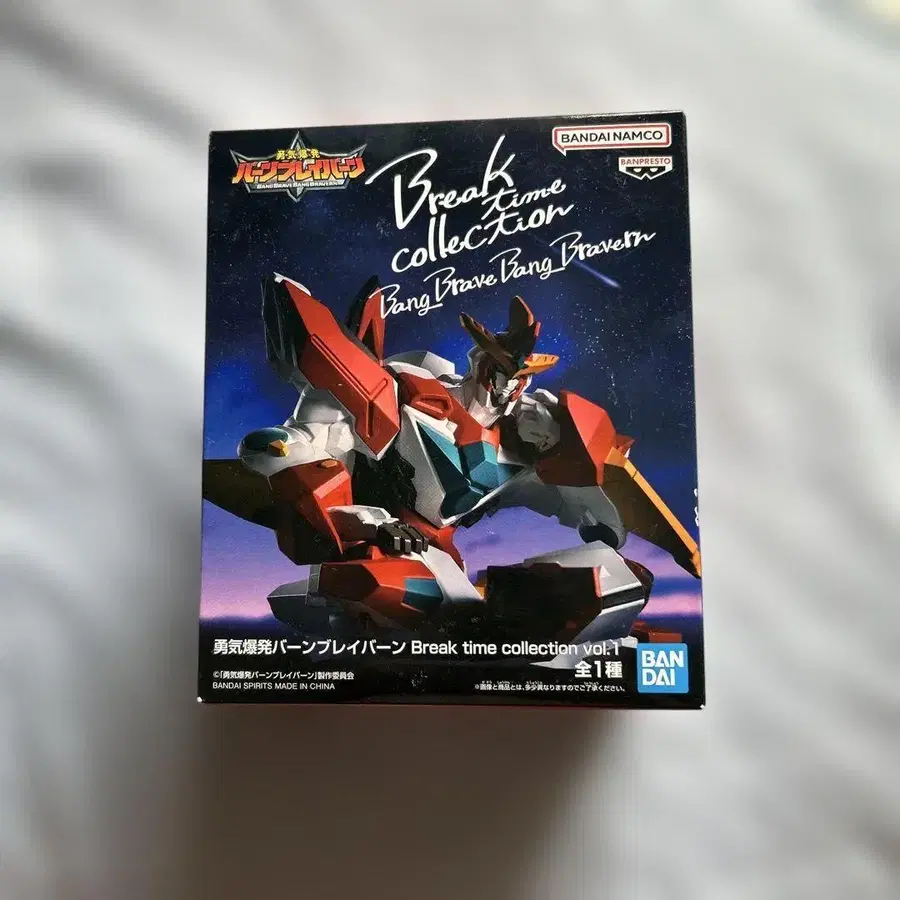 勇気爆発
バーンブレイバーン
BANG BRAVE BANG BRAVERN
Break
time
collection
Bang Brave Bang Bravern
BANDAI NAMCO
BANPRESTO
勇気爆発バーンブレイバーン Break time collection vol.1
全1種
©「勇気爆発バーンブレイバーン」製作委員会
BANDAI SPIRITS MADE IN CHINA
※画像と商品とは、多少異なりますのでご了承ください。
BAN
DAI